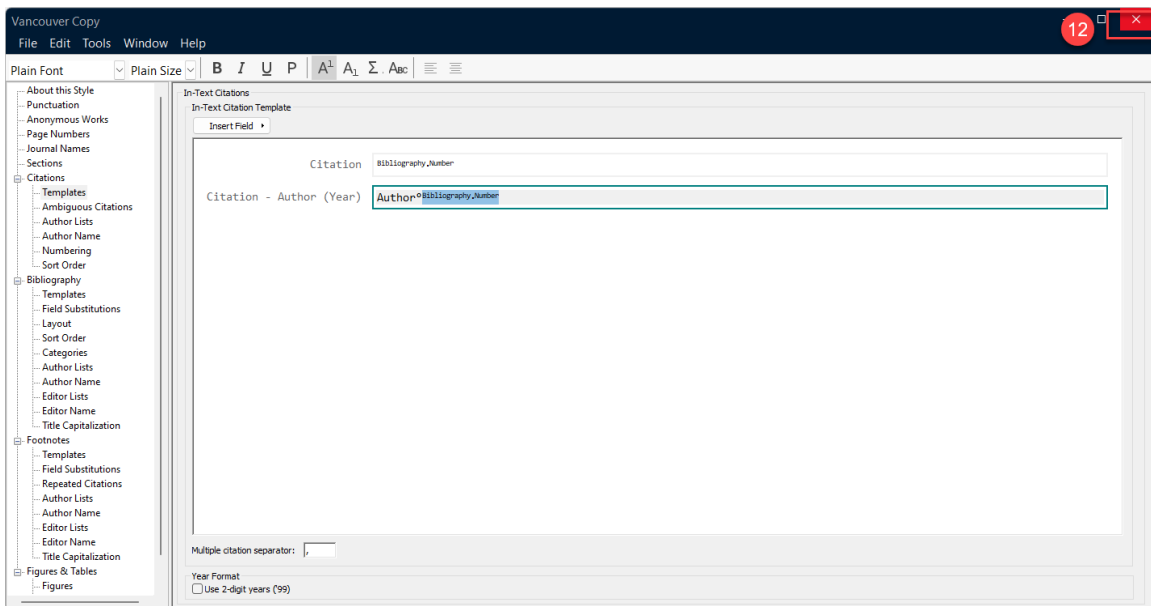 Vancouver Copy
12
File Edit Tools Window Help
Plain Font Plain Size B I U P A1 A1 Σ ABC
About this Style
Punctuation
Anonymous Works
Page Numbers
Journal Names
Sections
Citations
Templates
Ambiguous Citations
Author Lists
Author Name
Numbering
Sort Order
Bibliography
Templates
Field Substitutions
Layout
Sort Order
Categories
Author Lists
Author Name
Editor Lists
Editor Name
Title Capitalization
Footnotes
Templates
Field Substitutions
Repeated Citations
Author Lists
Author Name
Editor Lists
Editor Name
Title Capitalization
Figures & Tables
Figures
In-Text Citations
In-Text Citation Template
Insert Field
Citation Bibliography.Number
Citation - Author (Year) Author°Bibliography.Number
Multiple citation separator: ,
Year Format
Use 2-digit years ('99)